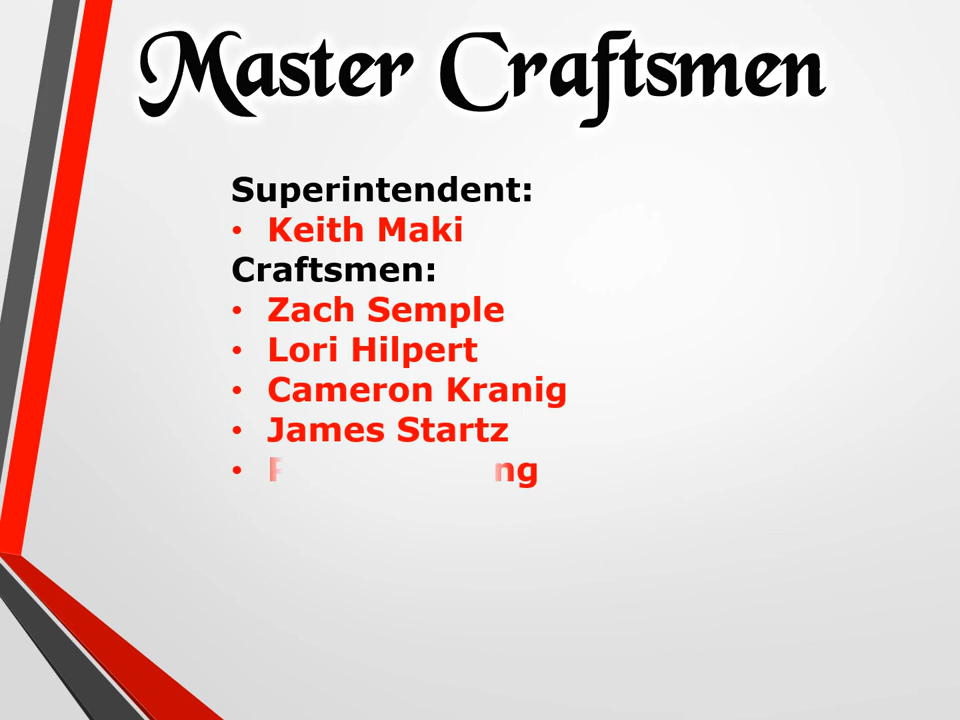 Master Craftsmen
Superintendent:
• Keith Maki
Craftsmen:
• Zach Semple
• Lori Hilpert
• Cameron Kranig
• James Startz